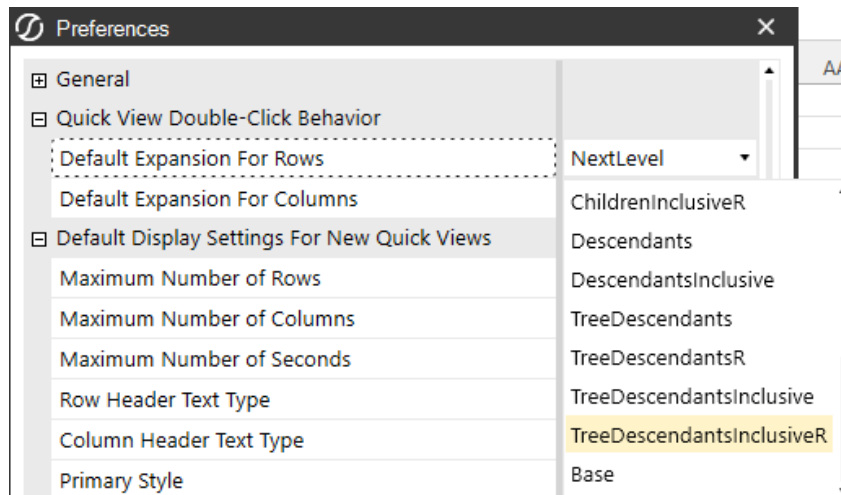 Preferences
AA
General
Quick View Double-Click Behavior
Default Expansion For Rows NextLevel
Default Expansion For Columns
ChildrenInclusiveR
Default Display Settings For New Quick Views
Descendants
Maximum Number of Rows
DescendantsInclusive
Maximum Number of Columns
TreeDescendants
Maximum Number of Seconds
TreeDescendantsR
Row Header Text Type
TreeDescendantsInclusive
Column Header Text Type
TreeDescendantsInclusiveR
Primary Style
Base